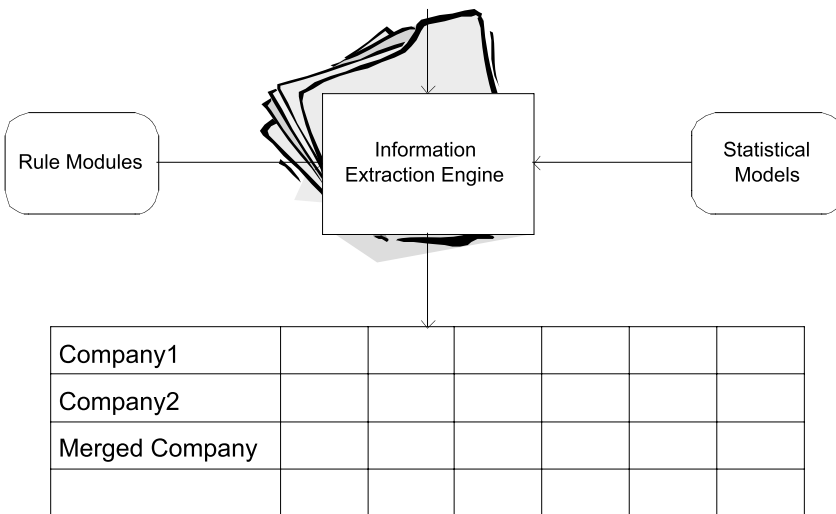 Rule Modules
Information
Extraction Engine
Statistical
Models
Company1
Company2
Merged Company